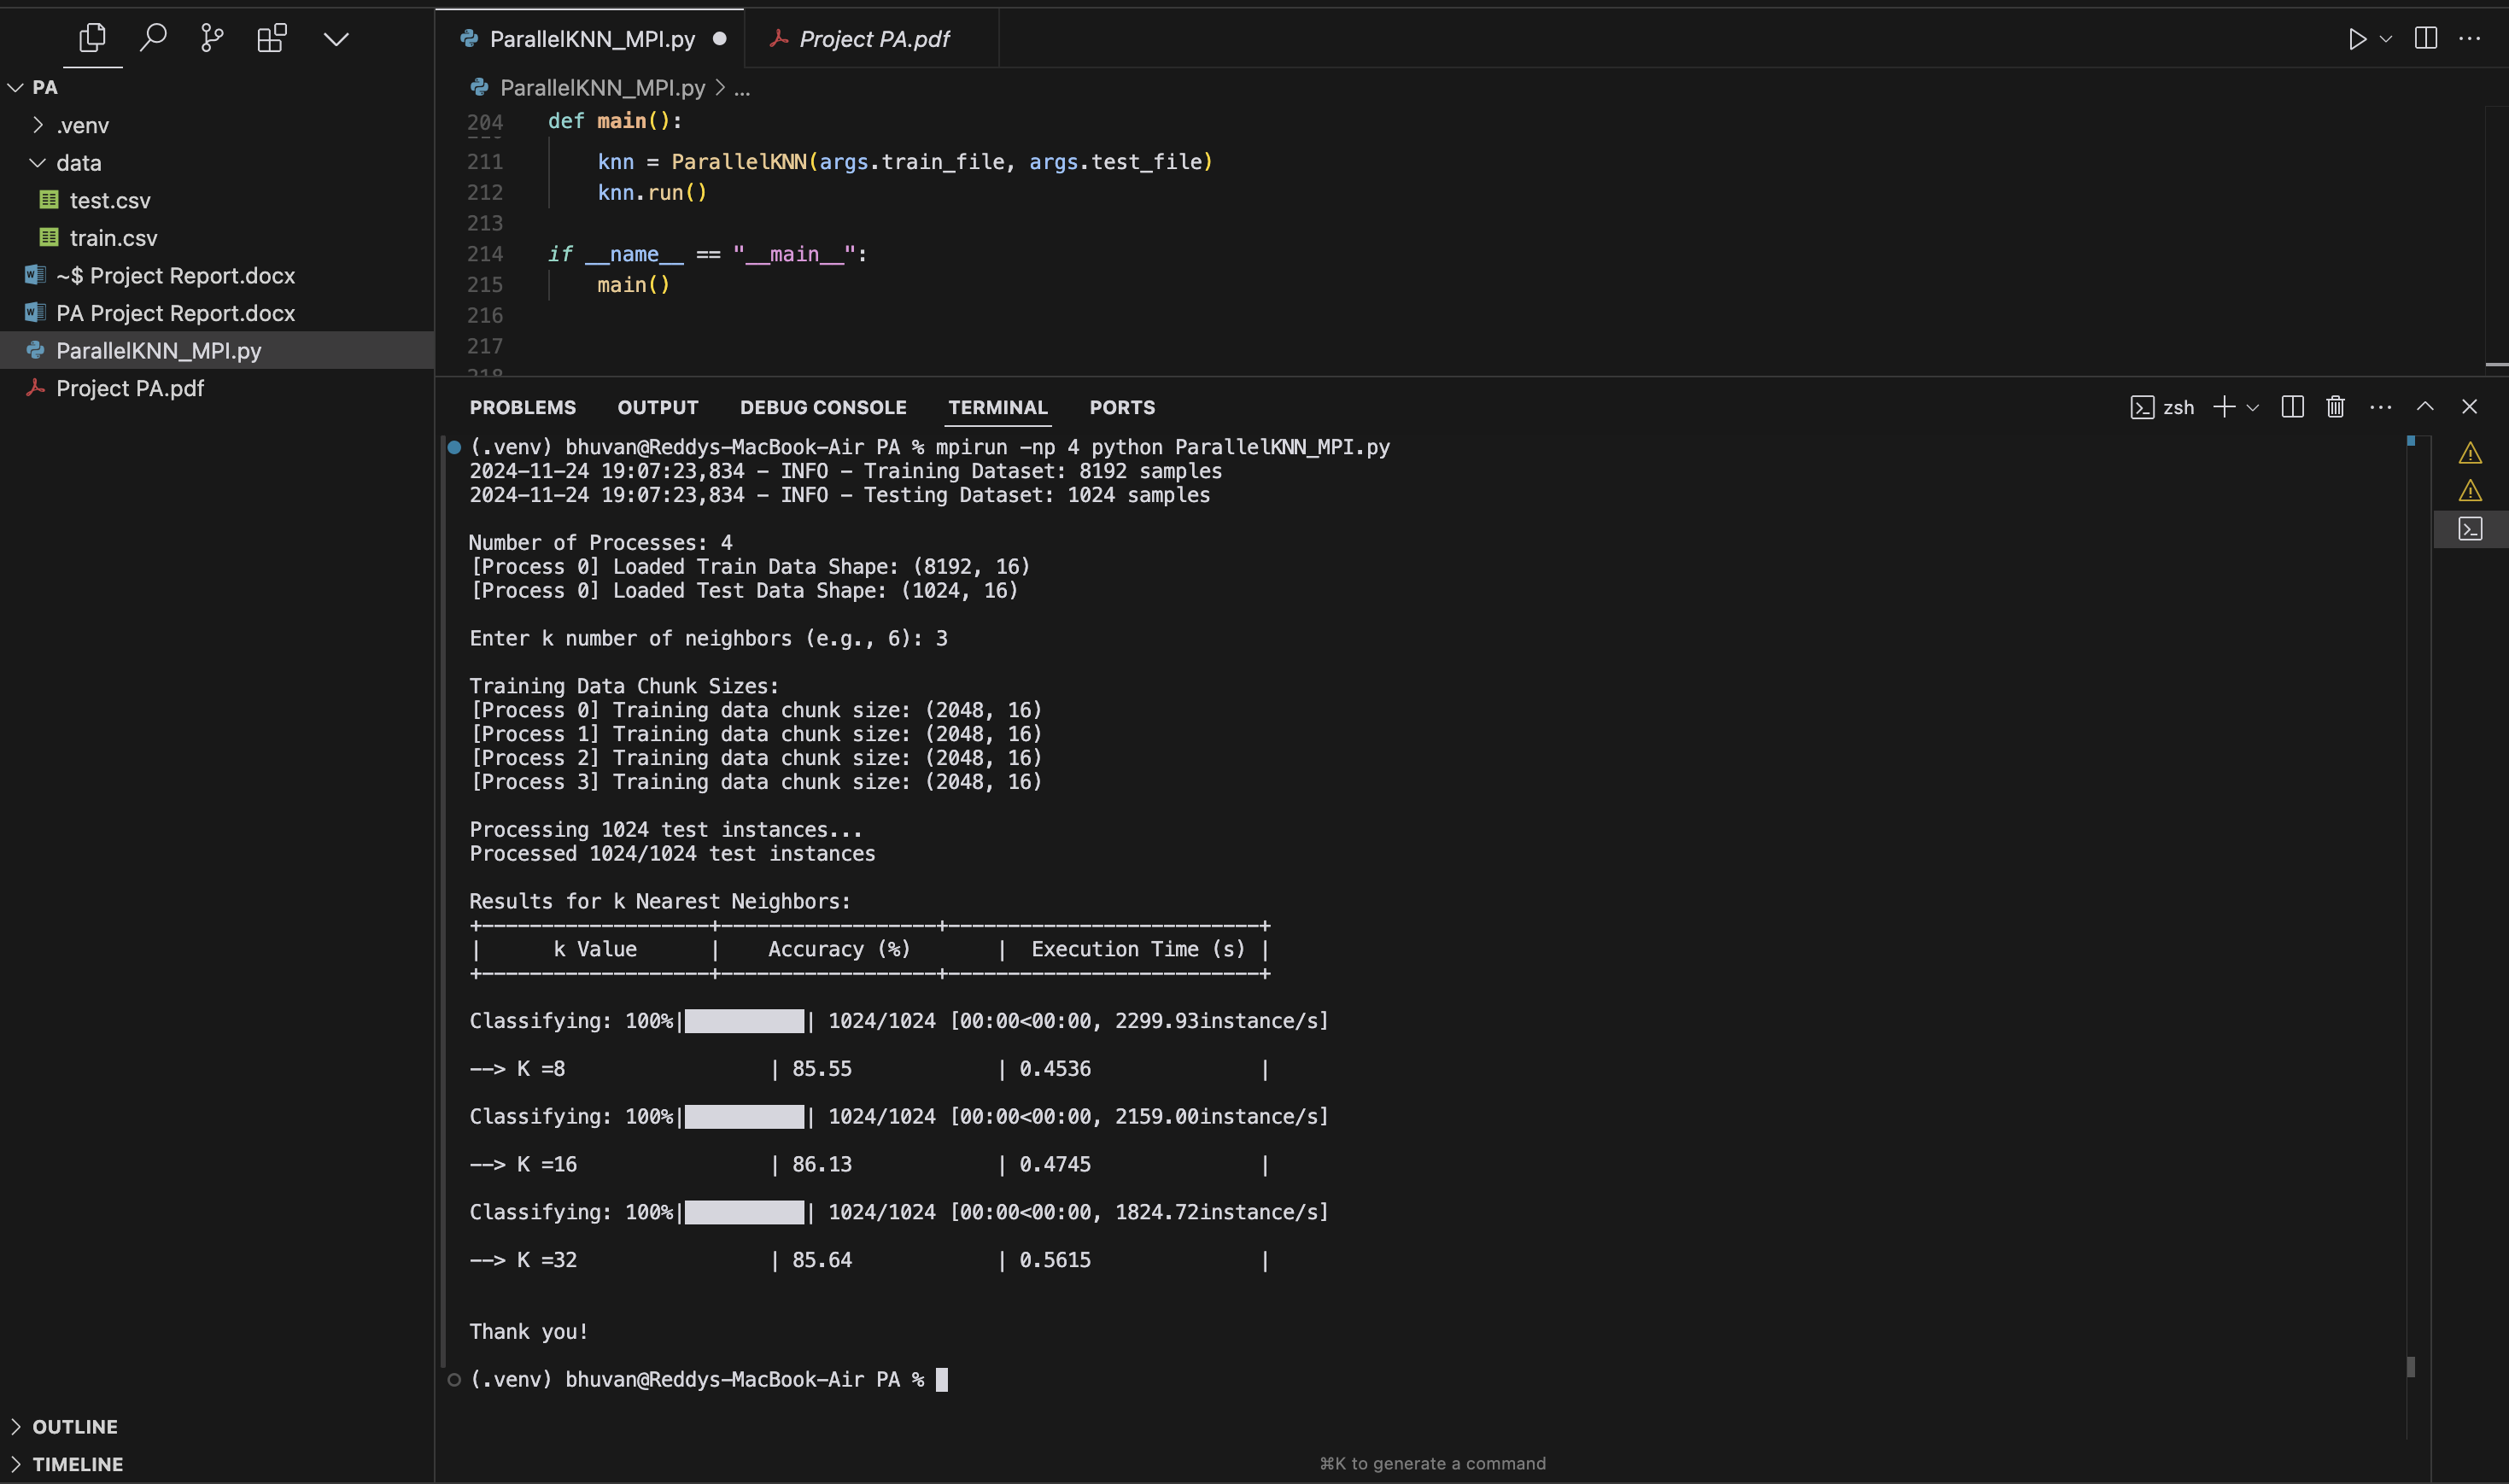 ParallelKNN_MPI.py
Project PA.pdf
PA
.venv
data
test.csv
train.csv
~$ Project Report.docx
PA Project Report.docx
ParallelKNN_MPI.py
Project PA.pdf
OUTLINE
TIMELINE
ParallelKNN_MPI.py > ...
204 def main():
211 knn = ParallelKNN(args.train_file, args.test_file)
212 knn.run()
213
214 if __name__ == "__main__":
215 main()
216
217
218
PROBLEMS OUTPUT DEBUG CONSOLE TERMINAL PORTS
zsh
(.venv) bhuvan@Reddys-MacBook-Air PA % mpirun -np 4 python ParallelKNN_MPI.py
2024-11-24 19:07:23,834 - INFO - Training Dataset: 8192 samples
2024-11-24 19:07:23,834 - INFO - Testing Dataset: 1024 samples
Number of Processes: 4
[Process 0] Loaded Train Data Shape: (8192, 16)
[Process 0] Loaded Test Data Shape: (1024, 16)
Enter k number of neighbors (e.g., 6): 3
Training Data Chunk Sizes:
[Process 0] Training data chunk size: (2048, 16)
[Process 1] Training data chunk size: (2048, 16)
[Process 2] Training data chunk size: (2048, 16)
[Process 3] Training data chunk size: (2048, 16)
Processing 1024 test instances...
Processed 1024/1024 test instances
Results for k Nearest Neighbors:
+-------------------+------------------+--------------------------+
| k Value | Accuracy (%) | Execution Time (s) |
+-------------------+------------------+--------------------------+
Classifying: 100%|██████████| 1024/1024 [00:00<00:00, 2299.93instance/s]
--> K =8 | 85.55 | 0.4536 |
Classifying: 100%|██████████| 1024/1024 [00:00<00:00, 2159.00instance/s]
--> K =16 | 86.13 | 0.4745 |
Classifying: 100%|██████████| 1024/1024 [00:00<00:00, 1824.72instance/s]
--> K =32 | 85.64 | 0.5615 |
Thank you!
(.venv) bhuvan@Reddys-MacBook-Air PA %
⌘K to generate a command